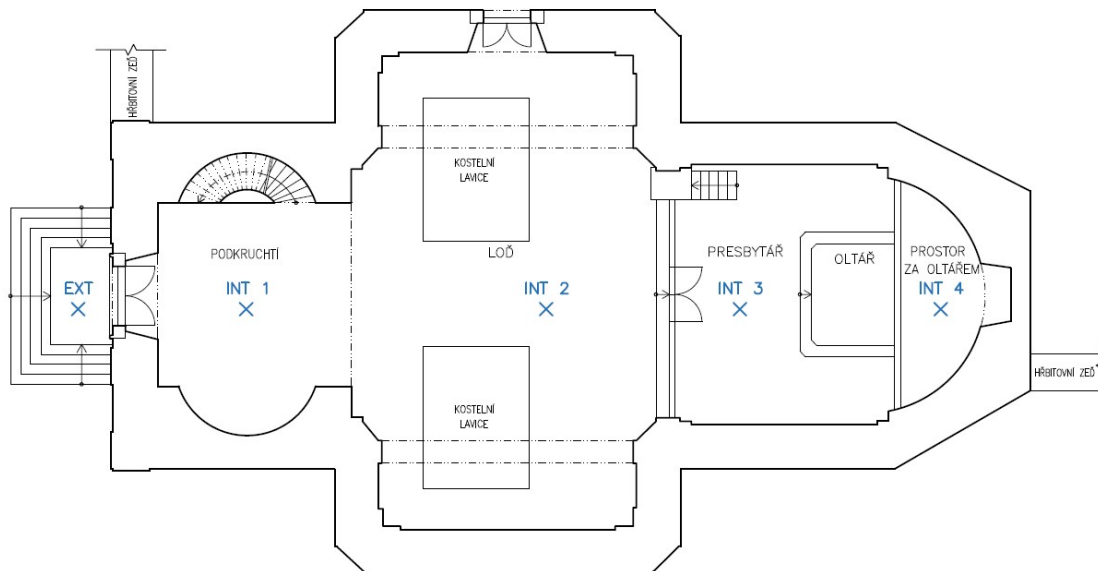 HŘBITOVNÍ ZEĎ
KOSTELNÍ
LAVICE
PODKRUCHTÍ
LOĎ
PRESBYTÁŘ
OLTÁŘ
PROSTOR
ZA OLTÁŘEM
EXT
INT 1
INT 2
INT 3
INT 4
HŘBITOVNÍ ZEĎ
KOSTELNÍ
LAVICE